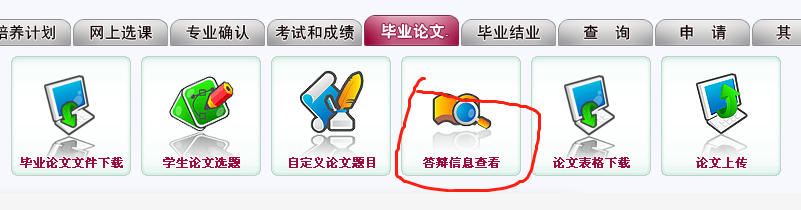 培养计划 网上选课 专业确认 考试和成绩 毕业论文 毕业结业 查 询 申 请 其
毕业论文文件下载 学生论文选题 自定义论文题目 答辩信息查看 论文表格下载 论文上传